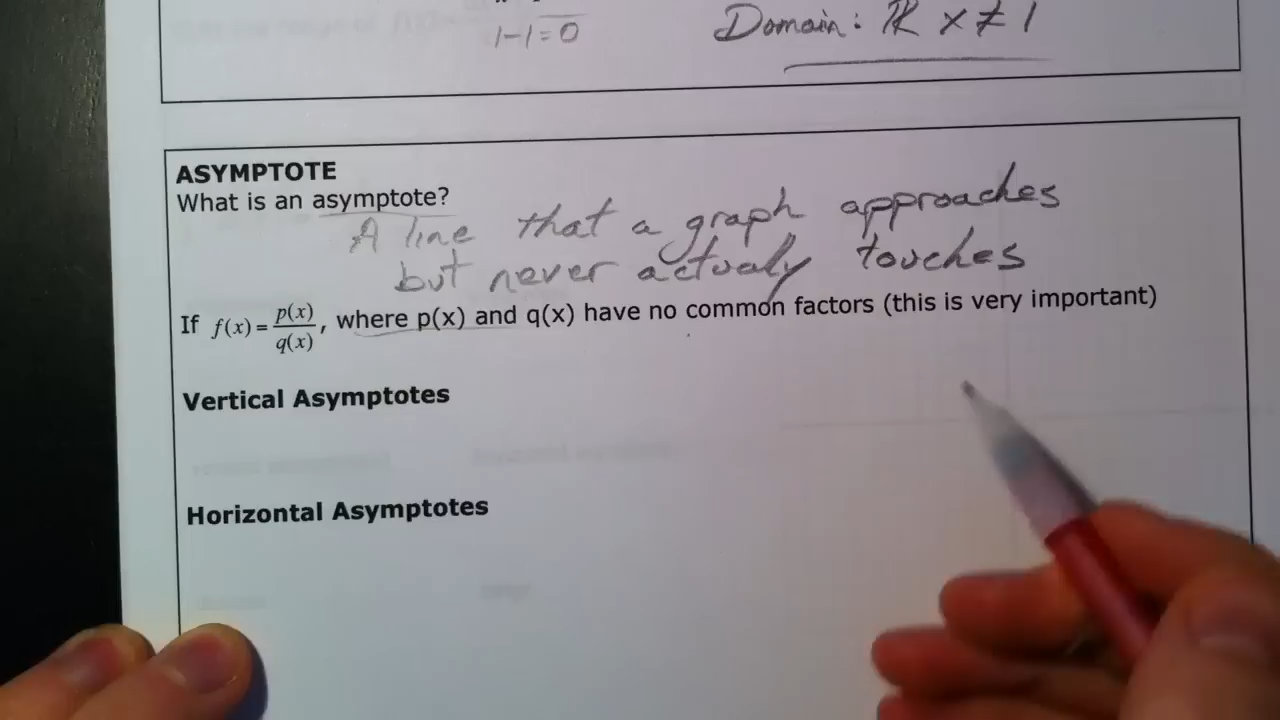 1-1=0
Domain: ℝ x≠1
ASYMPTOTE
What is an asymptote?
A line that a graph approaches
but never actualy touches
If f(x) = p(x)/q(x), where p(x) and q(x) have no common factors (this is very important)
Vertical Asymptotes
Horizontal Asymptotes